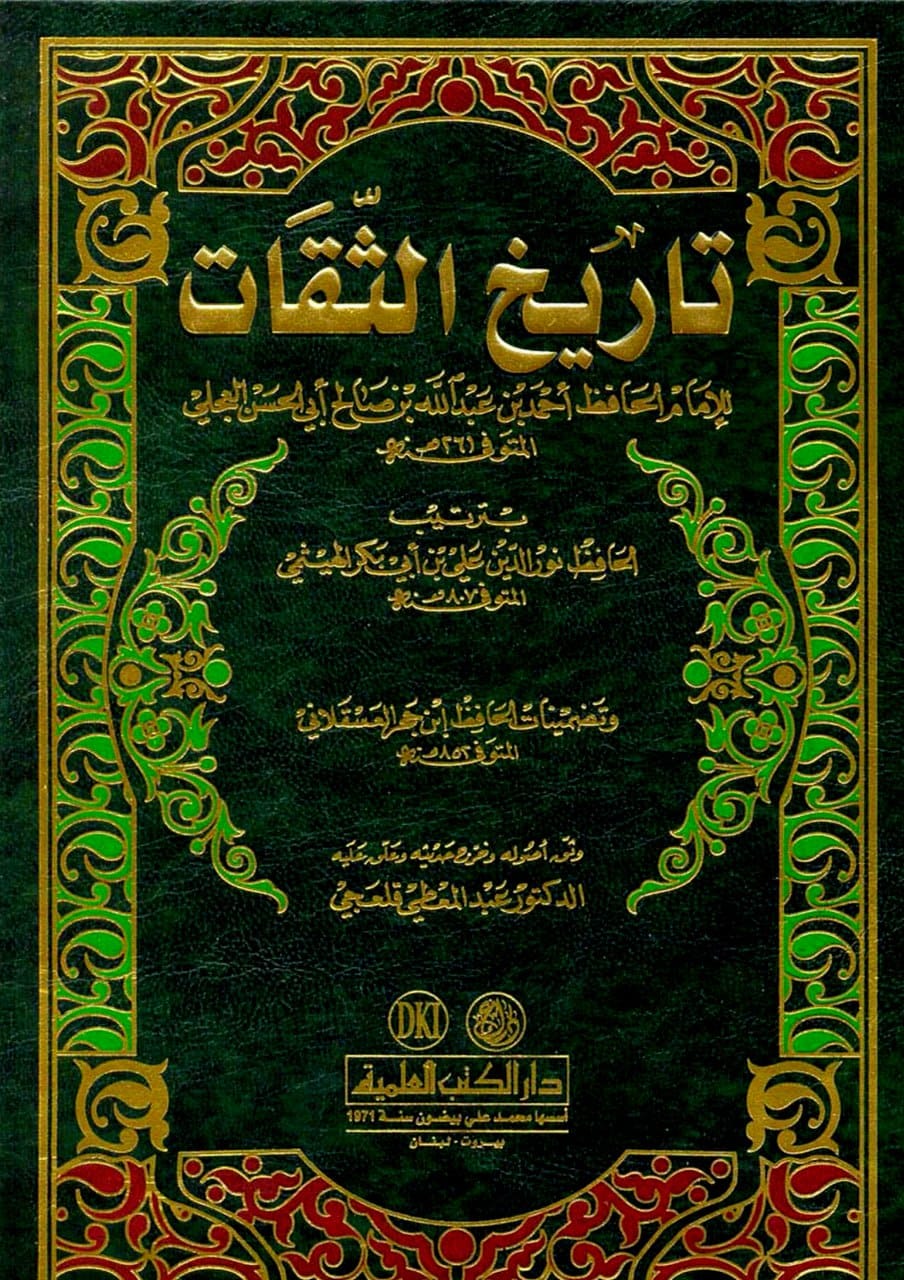 تاريخ الثِّقَات
للإمام الحافظ أحمد بن عبد الله بن صالح أبي الحسن العجلي
المتوفى ٢٦١ هـ
بترتيب
الحافظ نور الدين علي بن أبي بكر الهيثمي
المتوفى ٨٠٧ هـ
وتضمينات الحافظ ابن حجر العسقلاني
المتوفى ٨٥٢ هـ
وثق أصوله وخرج حديثه وعلق عليه
الدكتور عبد المعطي قلعجي
DKI
دار الكتب العلمية
أسسها محمد علي بيضون سنة 1971
بيروت - لبنان